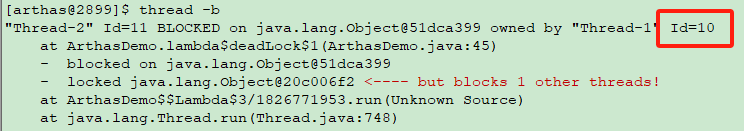 [arthas@2899]$ thread -b
"Thread-2" Id=11 BLOCKED on java.lang.Object@51dca399 owned by "Thread-1" Id=10
    at ArthasDemo.lambda$deadLock$1(ArthasDemo.java:45)
    -  blocked on java.lang.Object@51dca399
    -  locked java.lang.Object@20c006f2 <---- but blocks 1 other threads!
    at ArthasDemo$$Lambda$3/1826771953.run(Unknown Source)
    at java.lang.Thread.run(Thread.java:748)